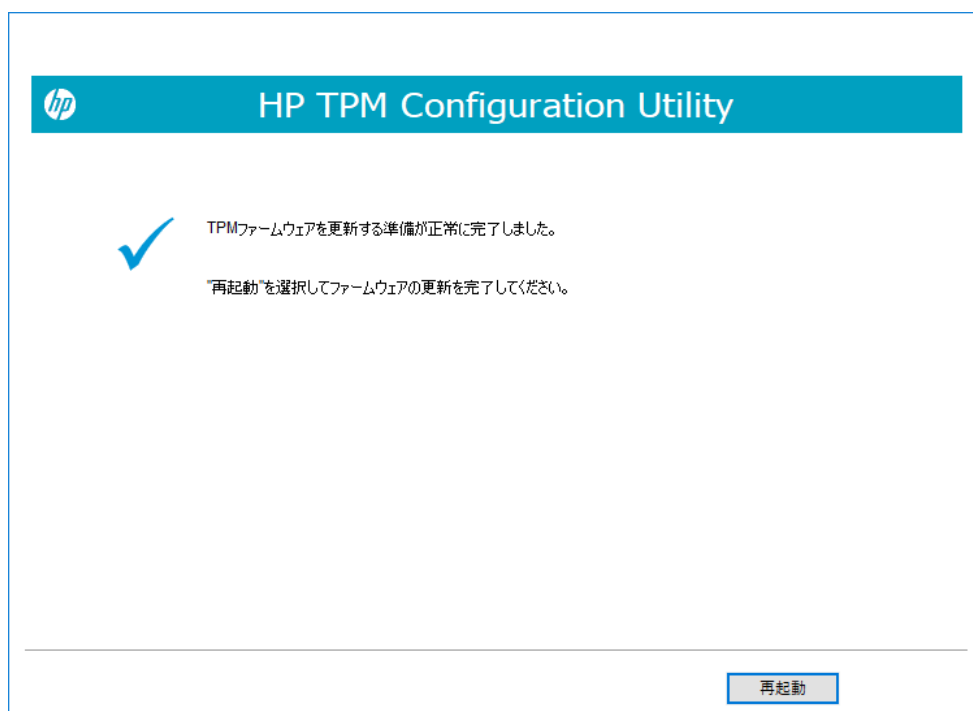 hp
HP TPM Configuration Utility
TPMファームウェアを更新する準備が正常に完了しました。
"再起動"を選択してファームウェアの更新を完了してください。
再起動